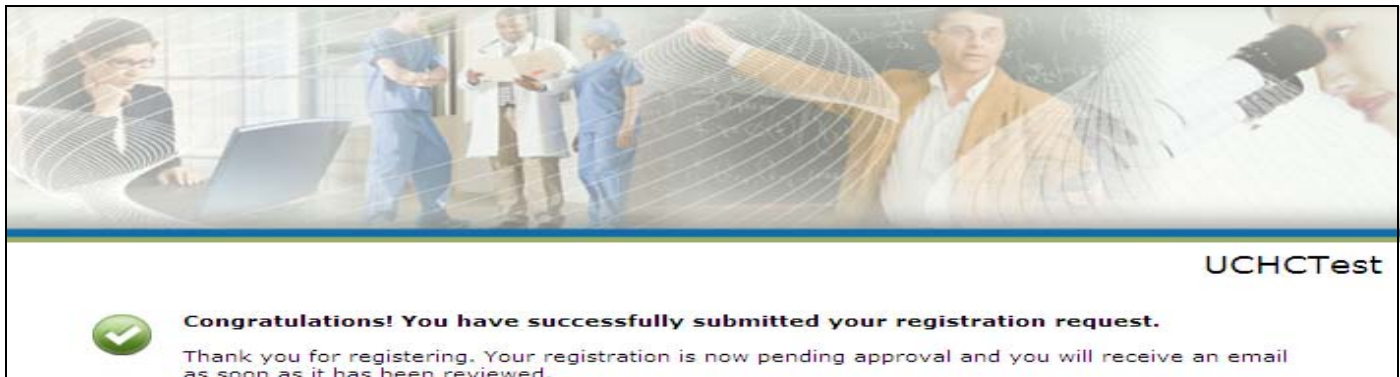 UCHCTest
Congratulations! You have successfully submitted your registration request.
Thank you for registering. Your registration is now pending approval and you will receive an email
as soon as it has been reviewed.